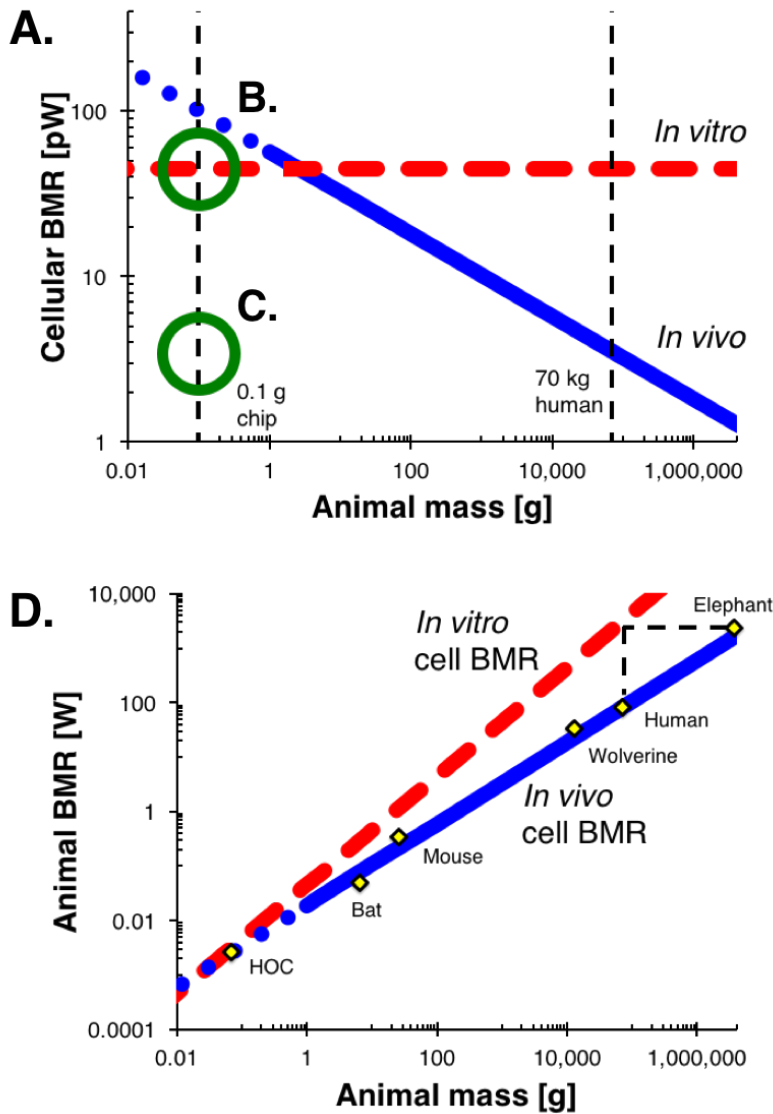 A.
B.
C.
Cellular BMR [pW]
100
10
1
In vitro
In vivo
0.1 g
chip
70 kg
human
0.01
1
100
10,000
1,000,000
Animal mass [g]
D.
Animal BMR [W]
10,000
100
1
0.01
0.0001
In vitro
cell BMR
Elephant
Human
Wolverine
In vivo
cell BMR
Mouse
Bat
HOC
0.01
1
100
10,000
1,000,000
Animal mass [g]